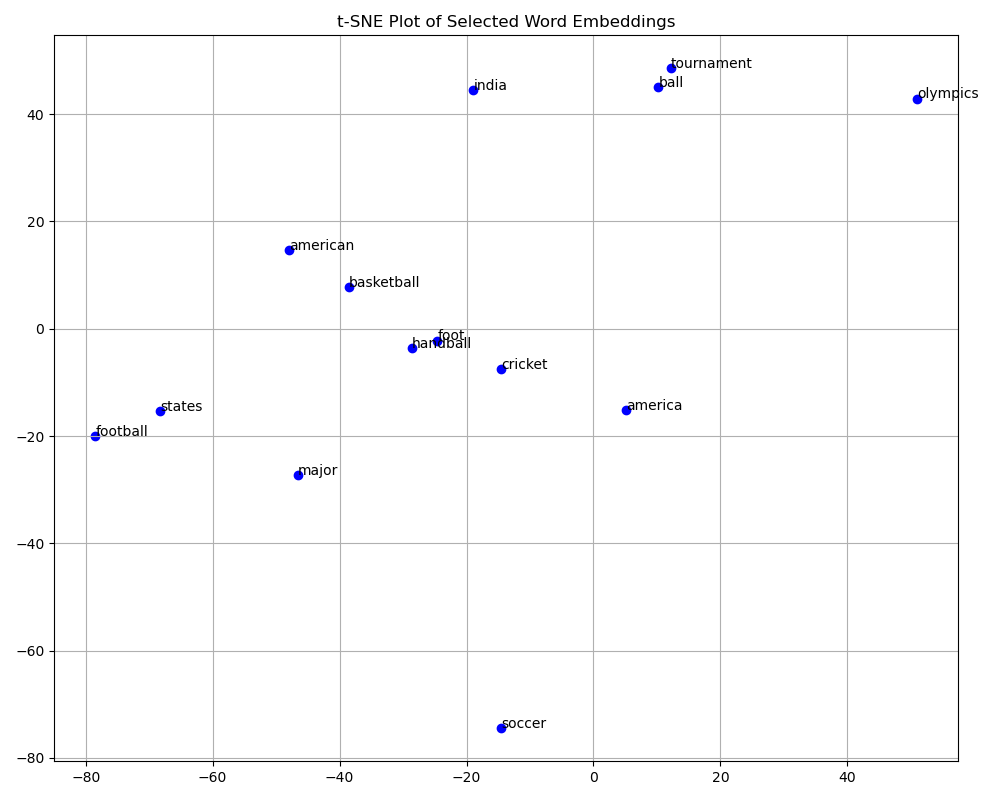 t-SNE Plot of Selected Word Embeddings
tournament
india
ball
olympics
40
20
american
basketball
0
foot
handball
cricket
states
america
football
−20
major
−40
−60
soccer
−80
−80
−60
−40
−20
0
20
40